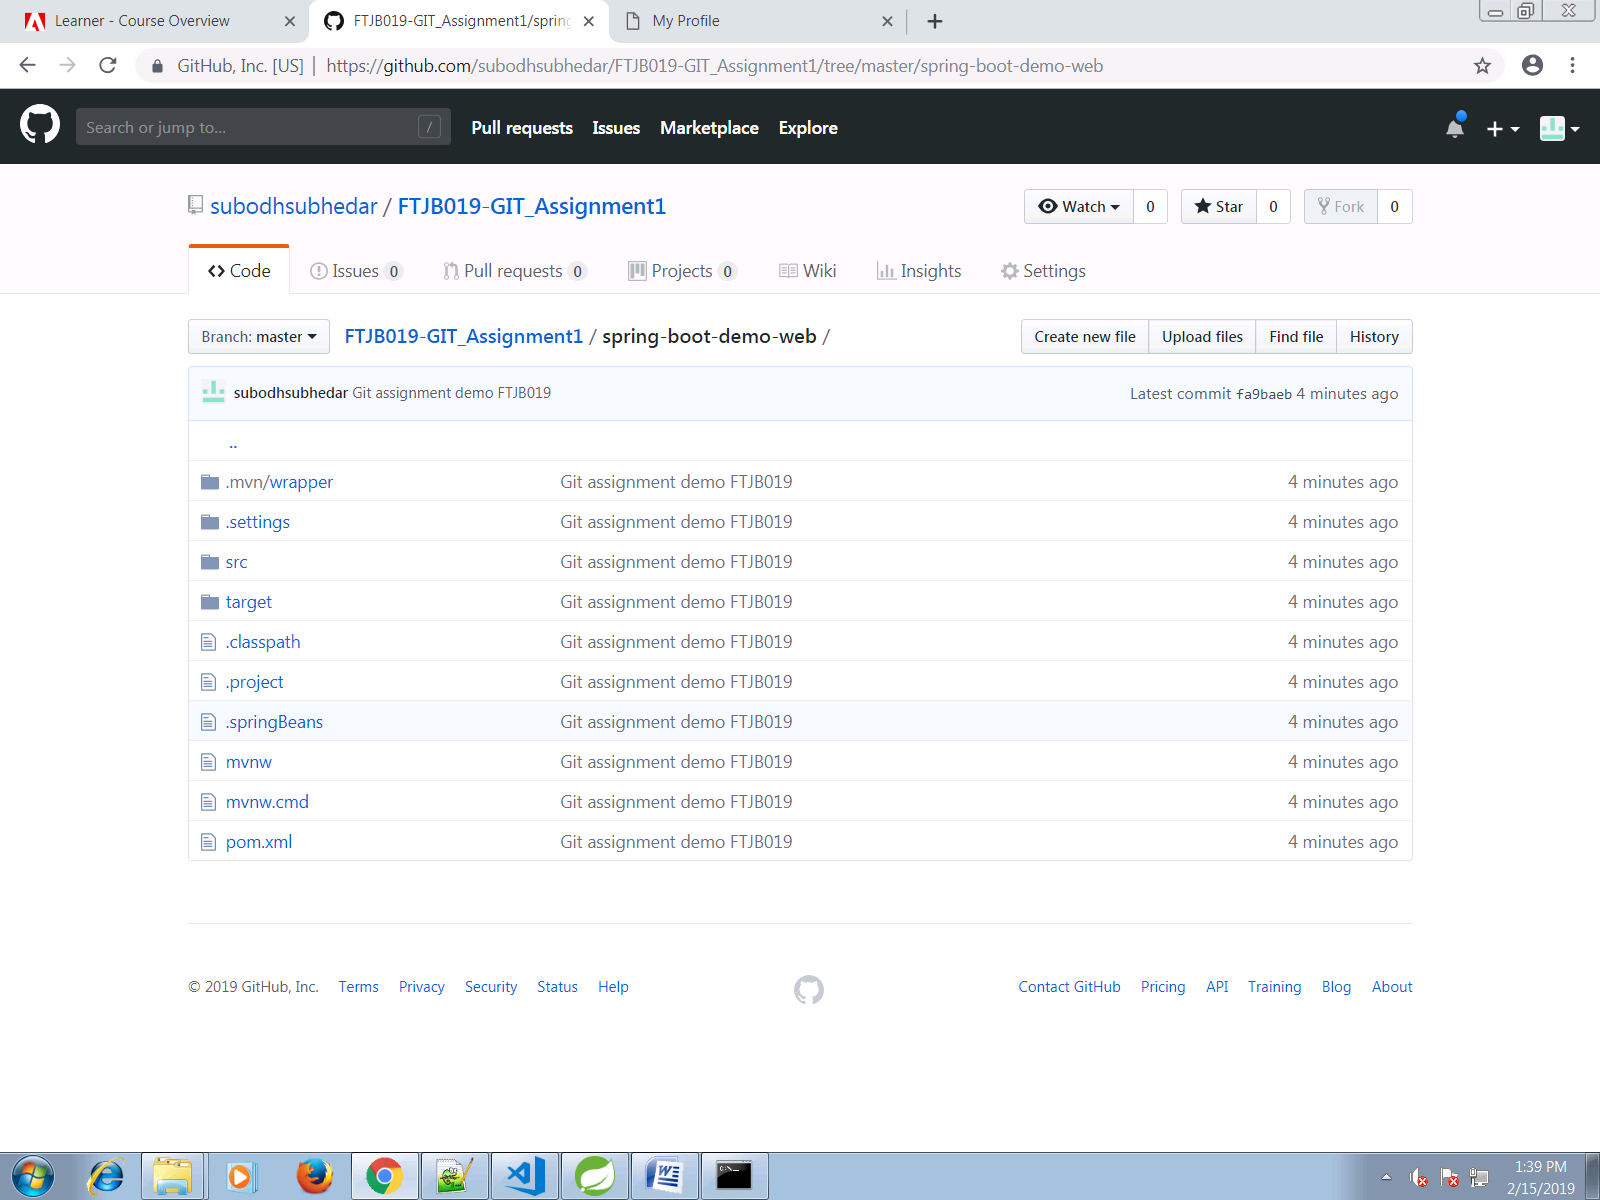 Learner - Course Overview
FTJB019-GIT_Assignment1/spring
My Profile
GitHub, Inc. [US] | https://github.com/subodhsubhedar/FTJB019-GIT_Assignment1/tree/master/spring-boot-demo-web
Search or jump to... / Pull requests Issues Marketplace Explore
subodhsubhedar / FTJB019-GIT_Assignment1 Watch 0 Star 0 Fork 0
<> Code Issues 0 Pull requests 0 Projects 0 Wiki Insights Settings
Branch: master FTJB019-GIT_Assignment1 / spring-boot-demo-web / Create new file Upload files Find file History
subodhsubhedar Git assignment demo FTJB019 Latest commit fa9baeb 4 minutes ago
..
.mvn/wrapper Git assignment demo FTJB019 4 minutes ago
.settings Git assignment demo FTJB019 4 minutes ago
src Git assignment demo FTJB019 4 minutes ago
target Git assignment demo FTJB019 4 minutes ago
.classpath Git assignment demo FTJB019 4 minutes ago
.project Git assignment demo FTJB019 4 minutes ago
.springBeans Git assignment demo FTJB019 4 minutes ago
mvnw Git assignment demo FTJB019 4 minutes ago
mvnw.cmd Git assignment demo FTJB019 4 minutes ago
pom.xml Git assignment demo FTJB019 4 minutes ago
© 2019 GitHub, Inc. Terms Privacy Security Status Help Contact GitHub Pricing API Training Blog About
1:39 PM
2/15/2019